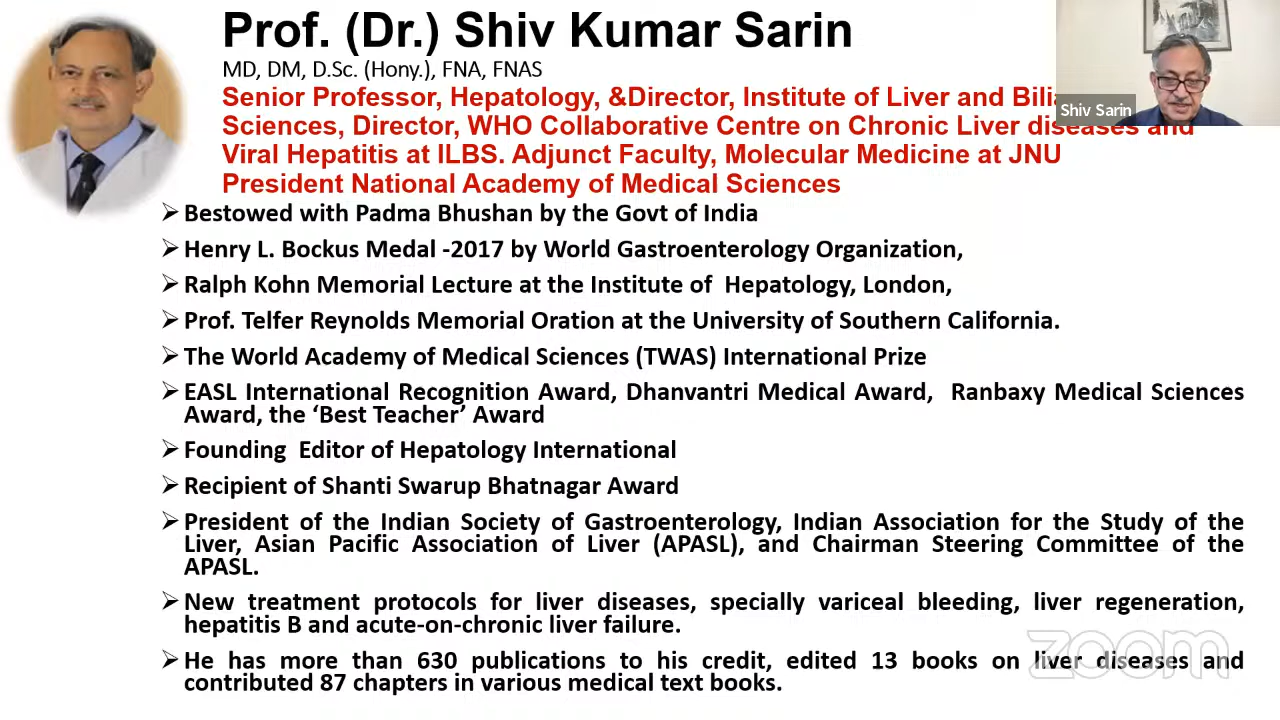 Prof. (Dr.) Shiv Kumar Sarin
MD, DM, D.Sc. (Hony.), FNA, FNAS
Senior Professor, Hepatology, &Director, Institute of Liver and
Sciences, Director, WHO Collaborative Centre on Chronic Liver diseases and
Viral Hepatitis at ILBS. Adjunct Faculty, Molecular Medicine at JNU
President National Academy of Medical Sciences
Shiv Sarin
➢ Bestowed with Padma Bhushan by the Govt of India
➢ Henry L. Bockus Medal -2017 by World Gastroenterology Organization,
➢ Ralph Kohn Memorial Lecture at the Institute of Hepatology, London,
➢ Prof. Telfer Reynolds Memorial Oration at the University of Southern California.
➢ The World Academy of Medical Sciences (TWAS) International Prize
➢ EASL International Recognition Award, Dhanvantri Medical Award, Ranbaxy Medical Sciences
Award, the ‘Best Teacher’ Award
➢ Founding Editor of Hepatology International
➢ Recipient of Shanti Swarup Bhatnagar Award
➢ President of the Indian Society of Gastroenterology, Indian Association for the Study of the
Liver, Asian Pacific Association of Liver (APASL), and Chairman Steering Committee of the
APASL.
➢ New treatment protocols for liver diseases, specially variceal bleeding, liver regeneration,
hepatitis B and acute-on-chronic liver failure.
➢ He has more than 630 publications to his credit, edited 13 books on liver diseases and
contributed 87 chapters in various medical text books.
zoom